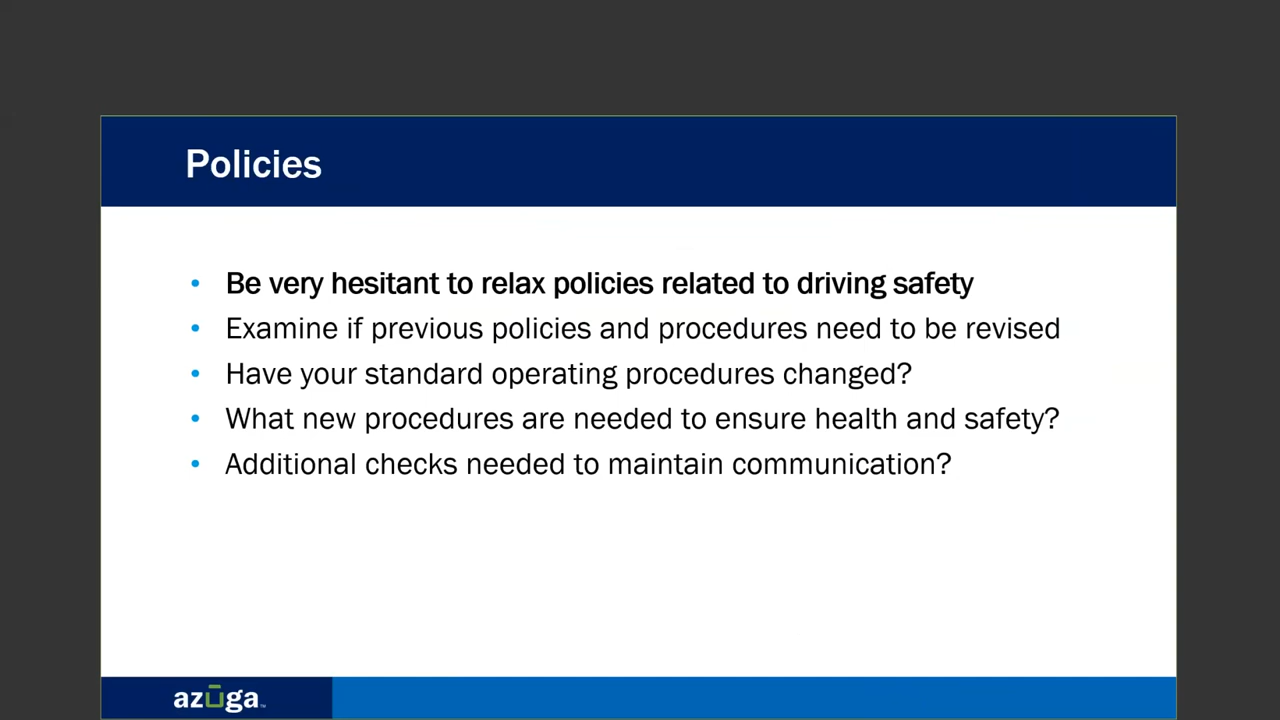 Policies
• Be very hesitant to relax policies related to driving safety
• Examine if previous policies and procedures need to be revised
• Have your standard operating procedures changed?
• What new procedures are needed to ensure health and safety?
• Additional checks needed to maintain communication?
azūga™